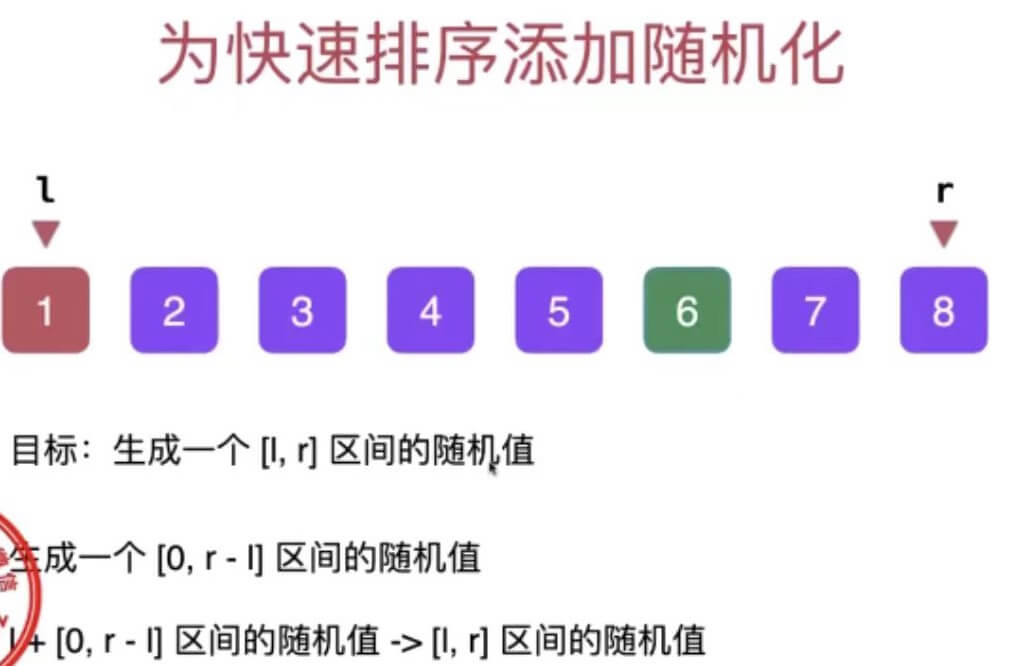 为快速排序添加随机化
l r
1 2 3 4 5 6 7 8
目标：生成一个 [l, r] 区间的随机值
生成一个 [0, r - l] 区间的随机值
l + [0, r - l] 区间的随机值 -> [l, r] 区间的随机值